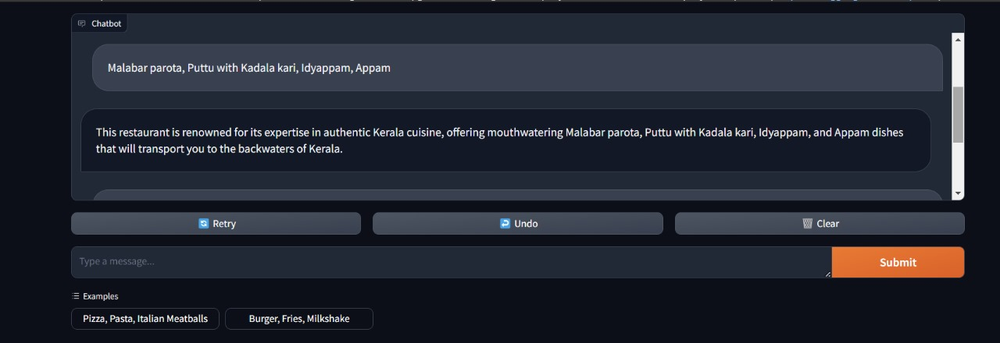 Chatbot
Malabar parota, Puttu with Kadala kari, Idyappam, Appam
This restaurant is renowned for its expertise in authentic Kerala cuisine, offering mouthwatering Malabar parota, Puttu with Kadala kari, Idyappam, and Appam dishes
that will transport you to the backwaters of Kerala.
Retry
Undo
Clear
Type a message...
Submit
Examples
Pizza, Pasta, Italian Meatballs
Burger, Fries, Milkshake